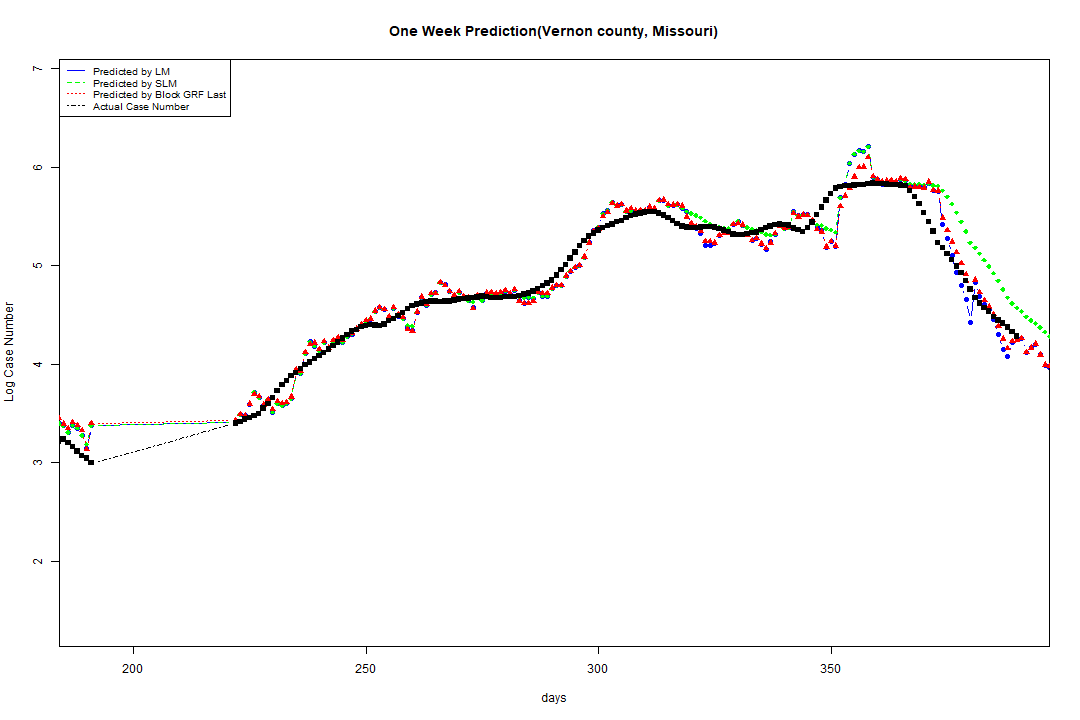 One Week Prediction(Vernon county, Missouri)
Predicted by LM
Predicted by SLM
Predicted by Block GRF Last
Actual Case Number
7
6
5
4
3
2
Log Case Number
200 250 300 350
days